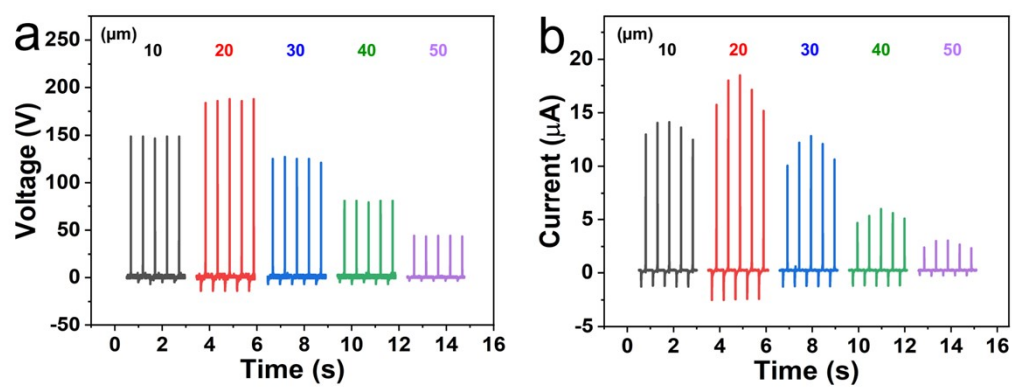 a
(μm)
10 20 30 40 50
250
200
150
100
50
0
-50
Voltage (V)
0 2 4 6 8 10 12 14 16
Time (s)
b
(μm)
10 20 30 40 50
20
15
10
5
0
-5
Current (μA)
0 2 4 6 8 10 12 14 16
Time (s)